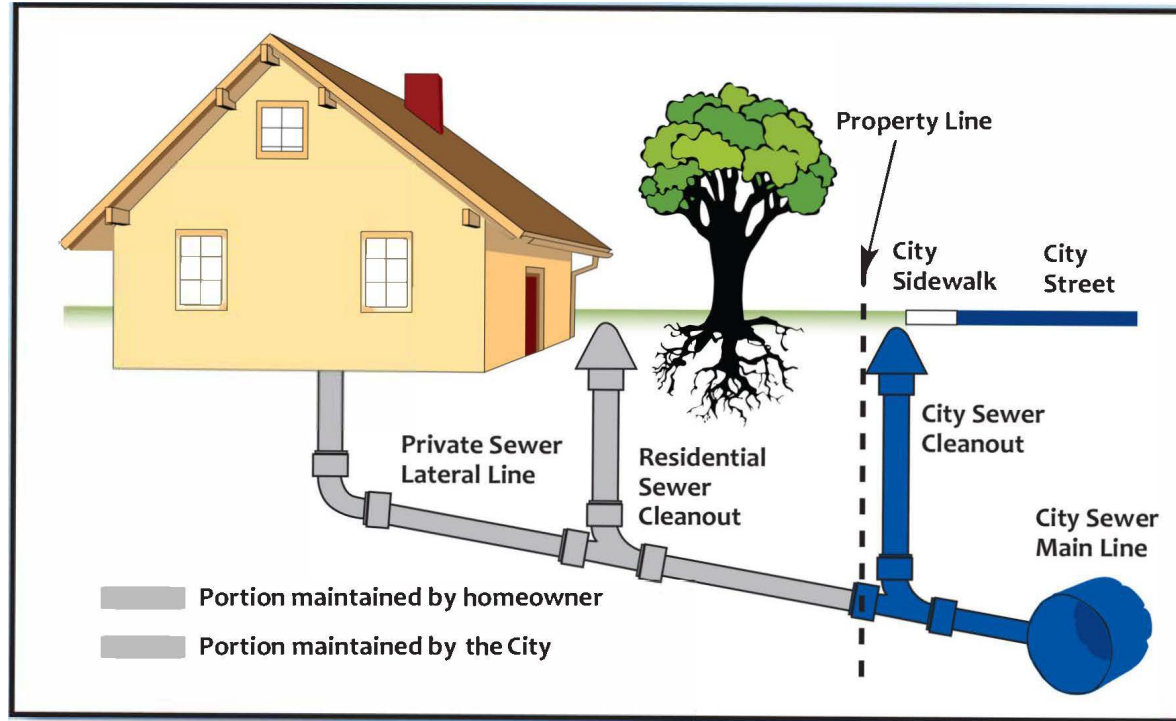 Property Line
City
Sidewalk
City
Street
City Sewer
Cleanout
Private Sewer
Lateral Line
Residential
Sewer
Cleanout
City Sewer
Main Line
Portion maintained by homeowner
Portion maintained by the City